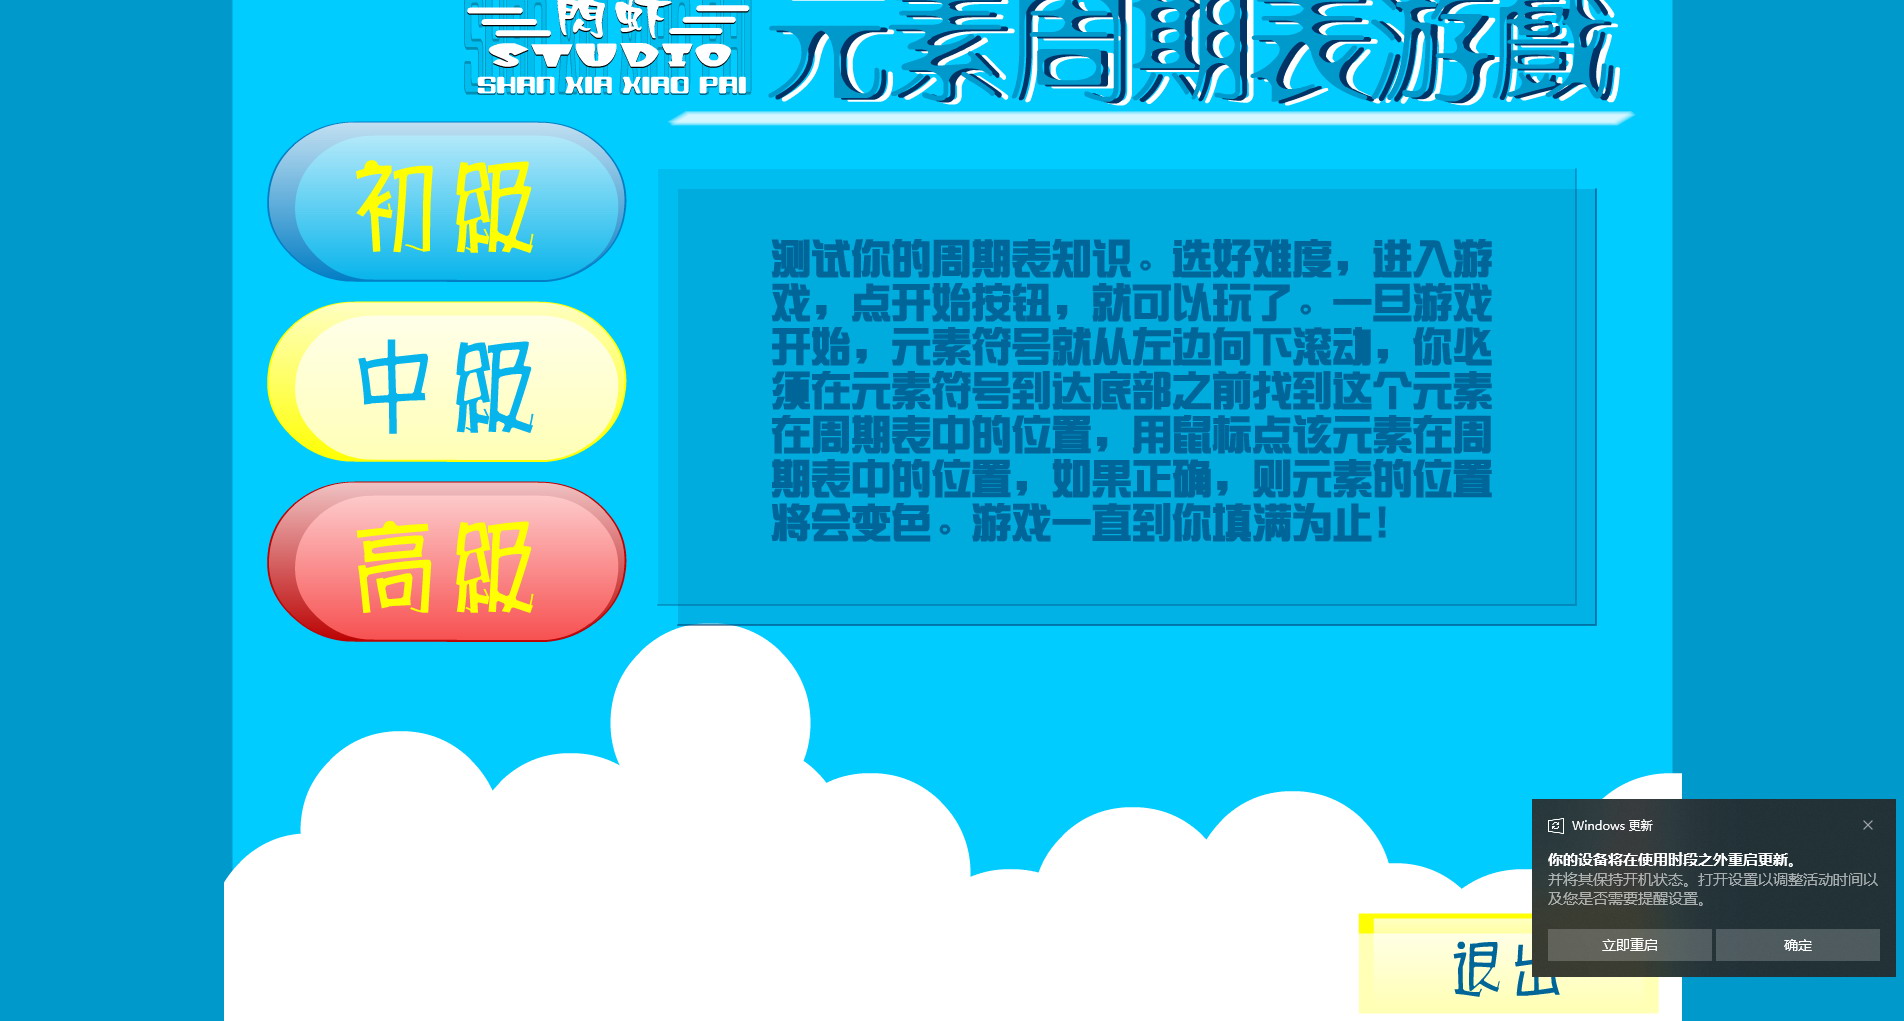 閃虾
STUDIO
SHAN XIA XIAO PAI
元素周期表游戲
初級
中級
高級
测试你的周期表知识。选好难度，进入游
戏，点开始按钮，就可以玩了。一旦游戏
开始，元素符号就从左边向下滚动，你必
须在元素符号到达底部之前找到这个元素
在周期表中的位置，用鼠标点该元素在周
期表中的位置，如果正确，则元素的位置
将会变色。游戏一直到你填满为止！
Windows 更新
你的设备将在使用时段之外重启更新。
并将其保持开机状态。打开设置以调整活动时间以
及您是否需要提醒设置。
立即重启
确定
退出